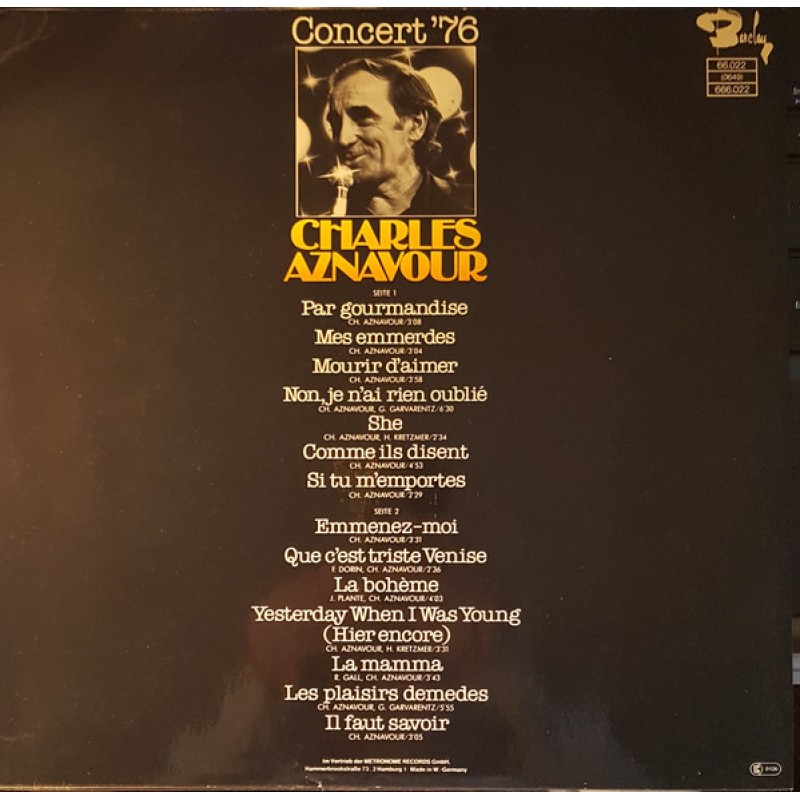 Concert '76
Barclay
66.022
(0649)
666.022
CHARLES
AZNAVOUR
SEITE 1
Par gourmandise
CH. AZNAVOUR/3'08
Mes emmerdes
CH. AZNAVOUR/3'04
Mourir d'aimer
CH. AZNAVOUR/3'58
Non, je n'ai rien oublié
CH. AZNAVOUR, G. GARVARENTZ/6'30
She
CH. AZNAVOUR, H. KRETZMER/2'34
Comme ils disent
CH. AZNAVOUR/4'53
Si tu m'emportes
CH. AZNAVOUR/2'29
SEITE 2
Emmenez-moi
CH. AZNAVOUR/3'31
Que c'est triste Venise
F. DORIN, CH. AZNAVOUR/2'36
La bohème
J. PLANTE, CH. AZNAVOUR/4'03
Yesterday When I Was Young
(Hier encore)
CH. AZNAVOUR, H. KRETZMER/3'31
La mamma
R. GALL, CH. AZNAVOUR/3'43
Les plaisirs demedes
CH. AZNAVOUR, G. GARVARENTZ/5'55
Il faut savoir
CH. AZNAVOUR/3'05
Im Vertrieb der METRONOME RECORDS GmbH,
Hammerbrookstraße 73, 2 Hamburg 1 Made in W. Germany
0126